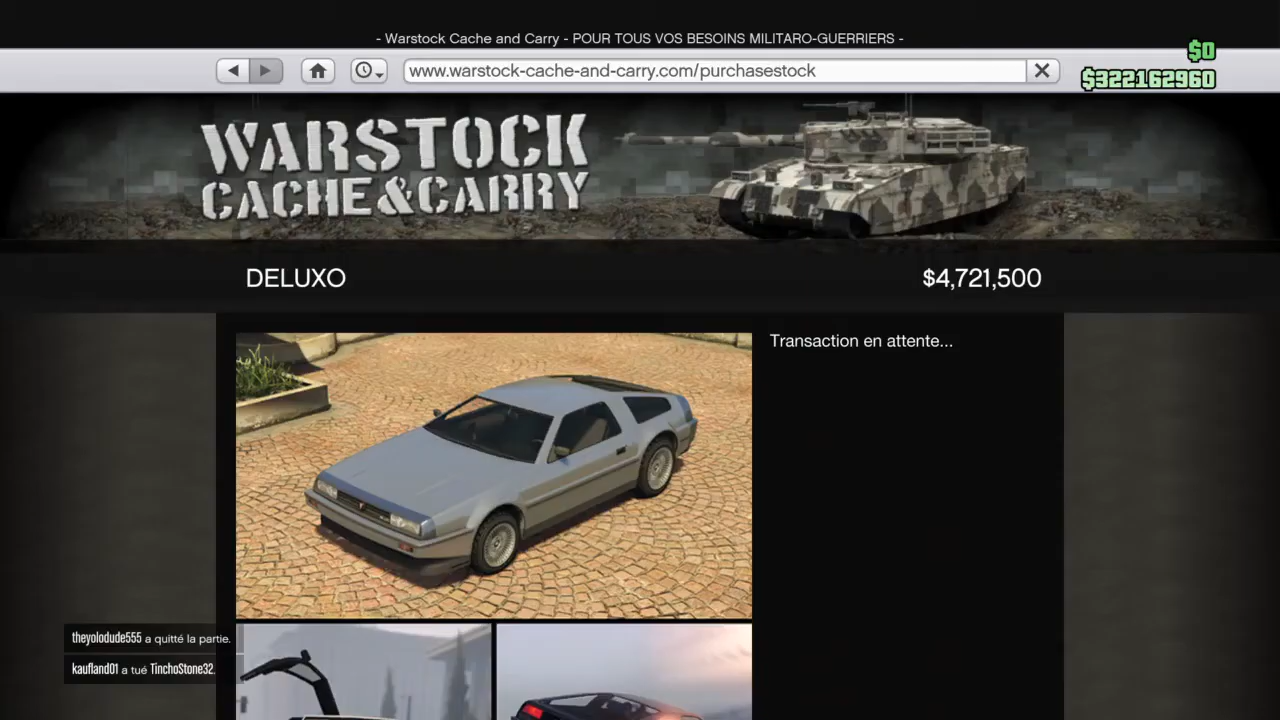 - Warstock Cache and Carry - POUR TOUS VOS BESOINS MILITARO-GUERRIERS -
$0
www.warstock-cache-and-carry.com/purchasestock
$322162960
WARSTOCK
CACHE&CARRY
DELUXO
$4,721,500
Transaction en attente...
theyolodude555 a quitté la partie.
kaufland01 a tué TinchoStone32.